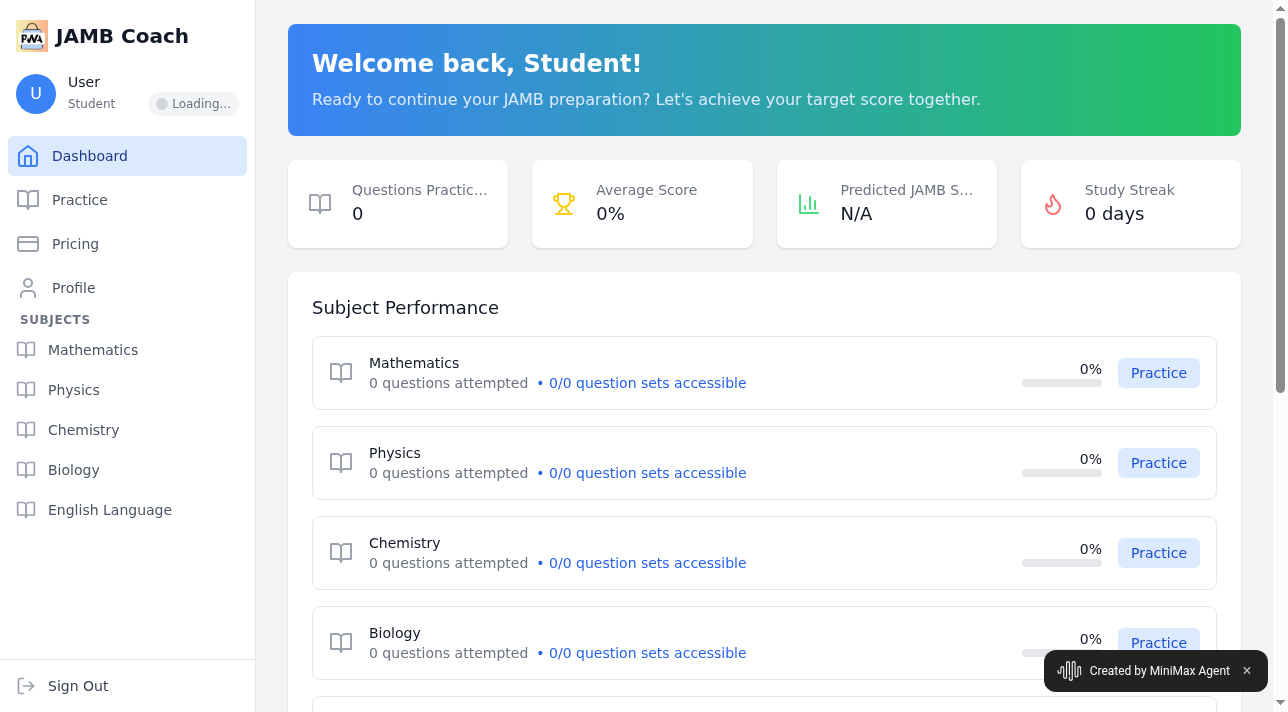 PWA
JAMB Coach
U
User
Student
Loading...
Dashboard
Practice
Pricing
Profile
SUBJECTS
Mathematics
Physics
Chemistry
Biology
English Language
Sign Out
Welcome back, Student!
Ready to continue your JAMB preparation? Let's achieve your target score together.
Questions Practic...
0
Average Score
0%
Predicted JAMB S...
N/A
Study Streak
0 days
Subject Performance
Mathematics
0 questions attempted • 0/0 question sets accessible
0%
Practice
Physics
0 questions attempted • 0/0 question sets accessible
0%
Practice
Chemistry
0 questions attempted • 0/0 question sets accessible
0%
Practice
Biology
0 questions attempted • 0/0 question sets accessible
0%
Practice
Created by MiniMax Agent ×